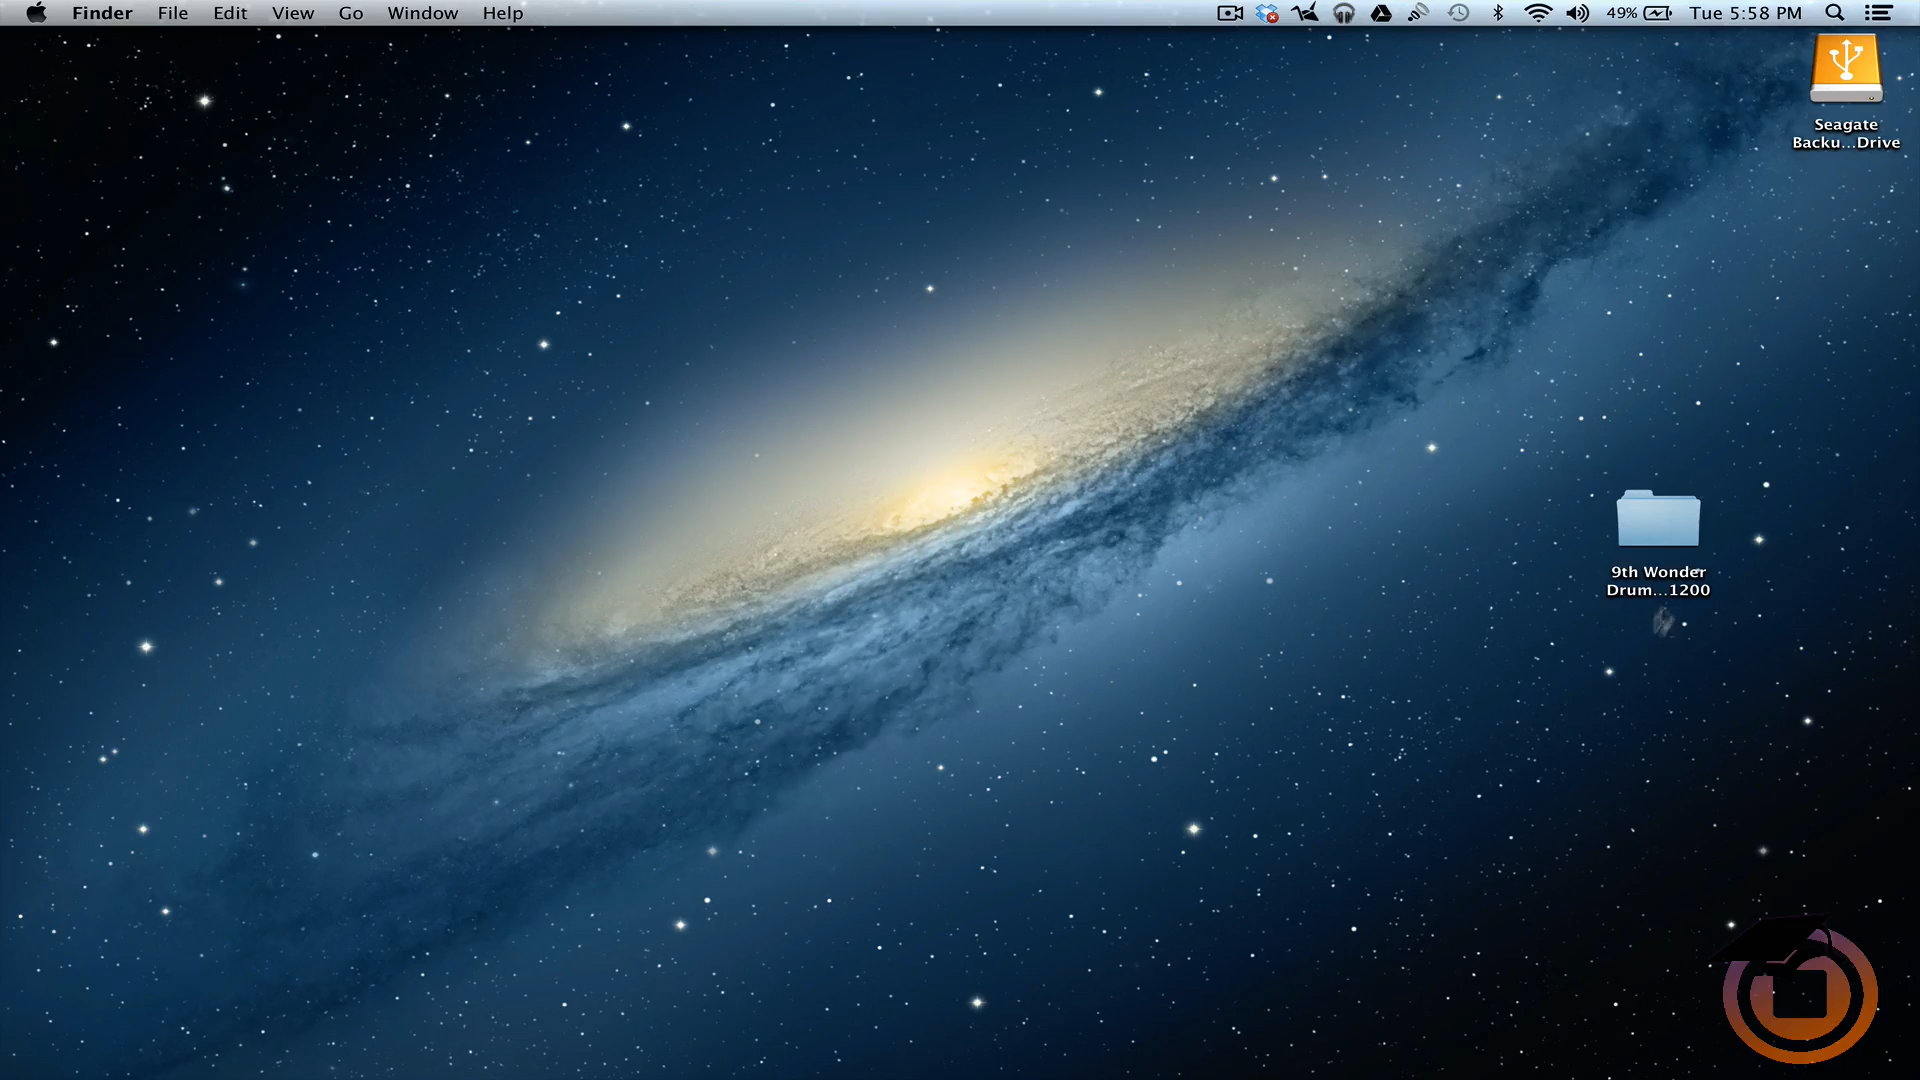 Finder File Edit View Go Window Help 49% Tue 5:58 PM
Seagate
Backu...Drive
9th Wonder
Drum...1200